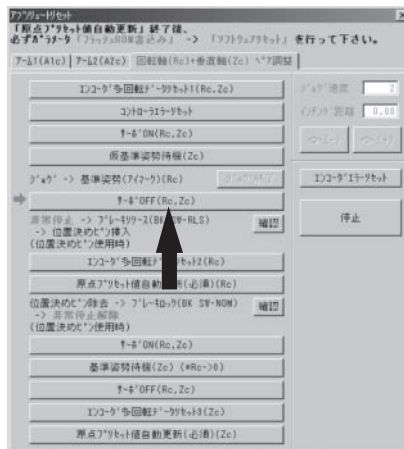 アブソリュートリセット
「原点プリセット値自動更新」終了後、
必ずパラメータ「フラッシュROM書込み」 -> 「ソフトウェアリセット」 を行って下さい。
アーム1(A1c) アーム2(A2c) 回転軸(Rc)+垂直軸(Zc) ペア調整
エンコーダ多回転データリセット1(Rc,Zc)
コントローラエラーリセット
サーボON(Rc,Zc)
仮基準姿勢待機(Zc)
ジョグ -> 基準姿勢(アイマーク)(Rc) ジョグ終了
サーボOFF(Rc,Zc)
非常停止 -> ブレーキリリース(BK SW-RLS)
-> 位置決めピン挿入
(位置決めピン使用時)
確認
エンコーダ多回転データリセット2(Rc)
原点プリセット値自動更新(必須)(Rc)
位置決めピン除去 -> ブレーキロック(BK SW-NOM)
-> 非常停止解除
(位置決めピン使用時)
確認
サーボON(Rc,Zc)
基準姿勢待機(Zc) (*Rc->0)
サーボOFF(Rc,Zc)
エンコーダ多回転データリセット3(Zc)
原点プリセット値自動更新(必須)(Zc)
ジョグ速度 2
インチング距離 0.00
<-(-) ->(+)
エンコーダエラーリセット
停止